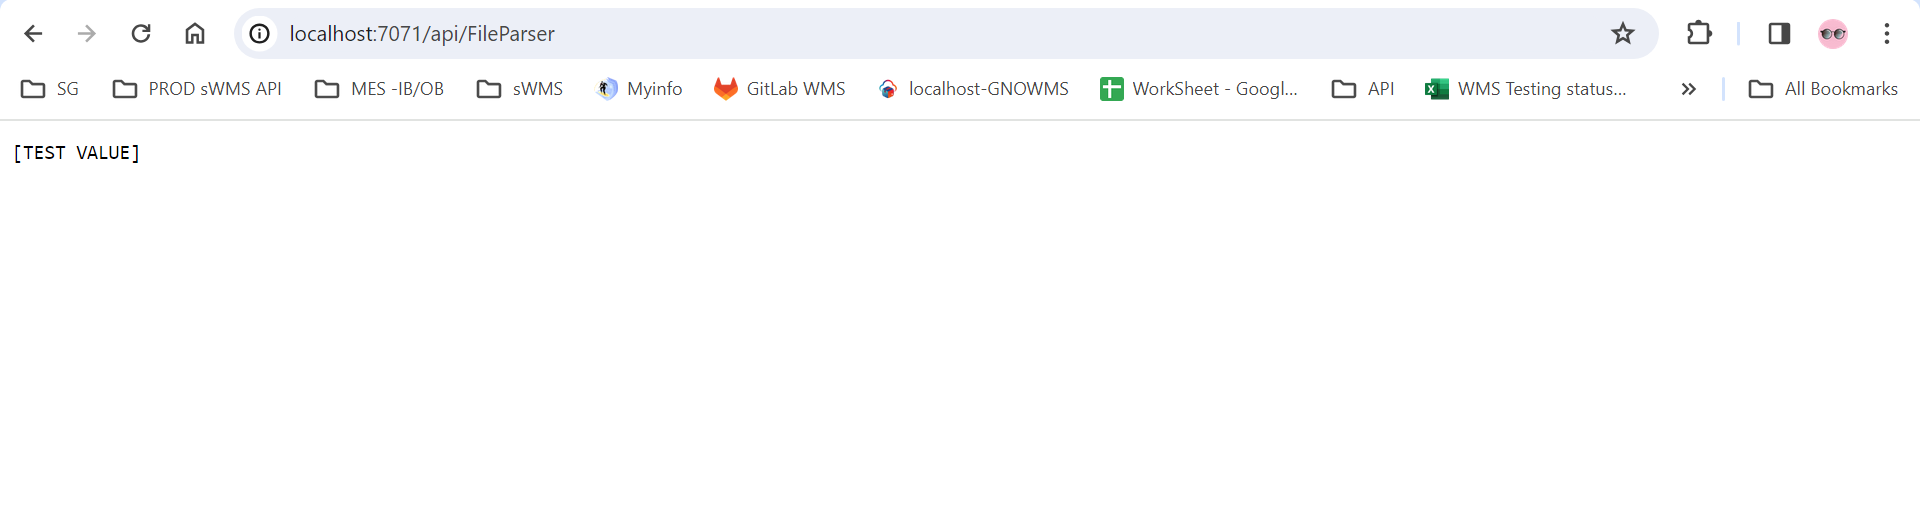 localhost:7071/api/FileParser
SG PROD sWMS API MES -IB/OB sWMS Myinfo GitLab WMS localhost-GNOWMS WorkSheet - Googl... API WMS Testing status... All Bookmarks
[TEST VALUE]